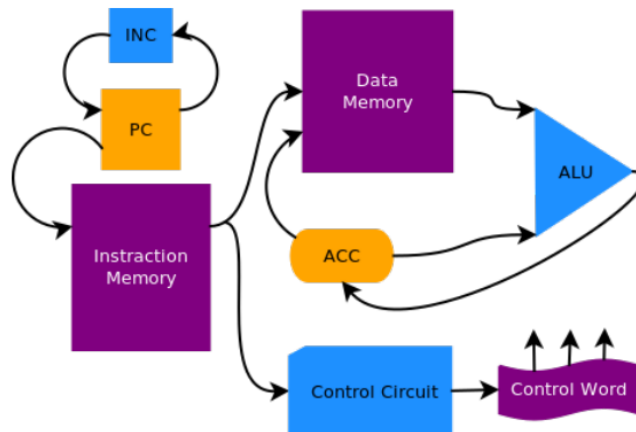 INC
PC
Data
Memory
ALU
Instraction
Memory
ACC
Control Circuit
Control Word